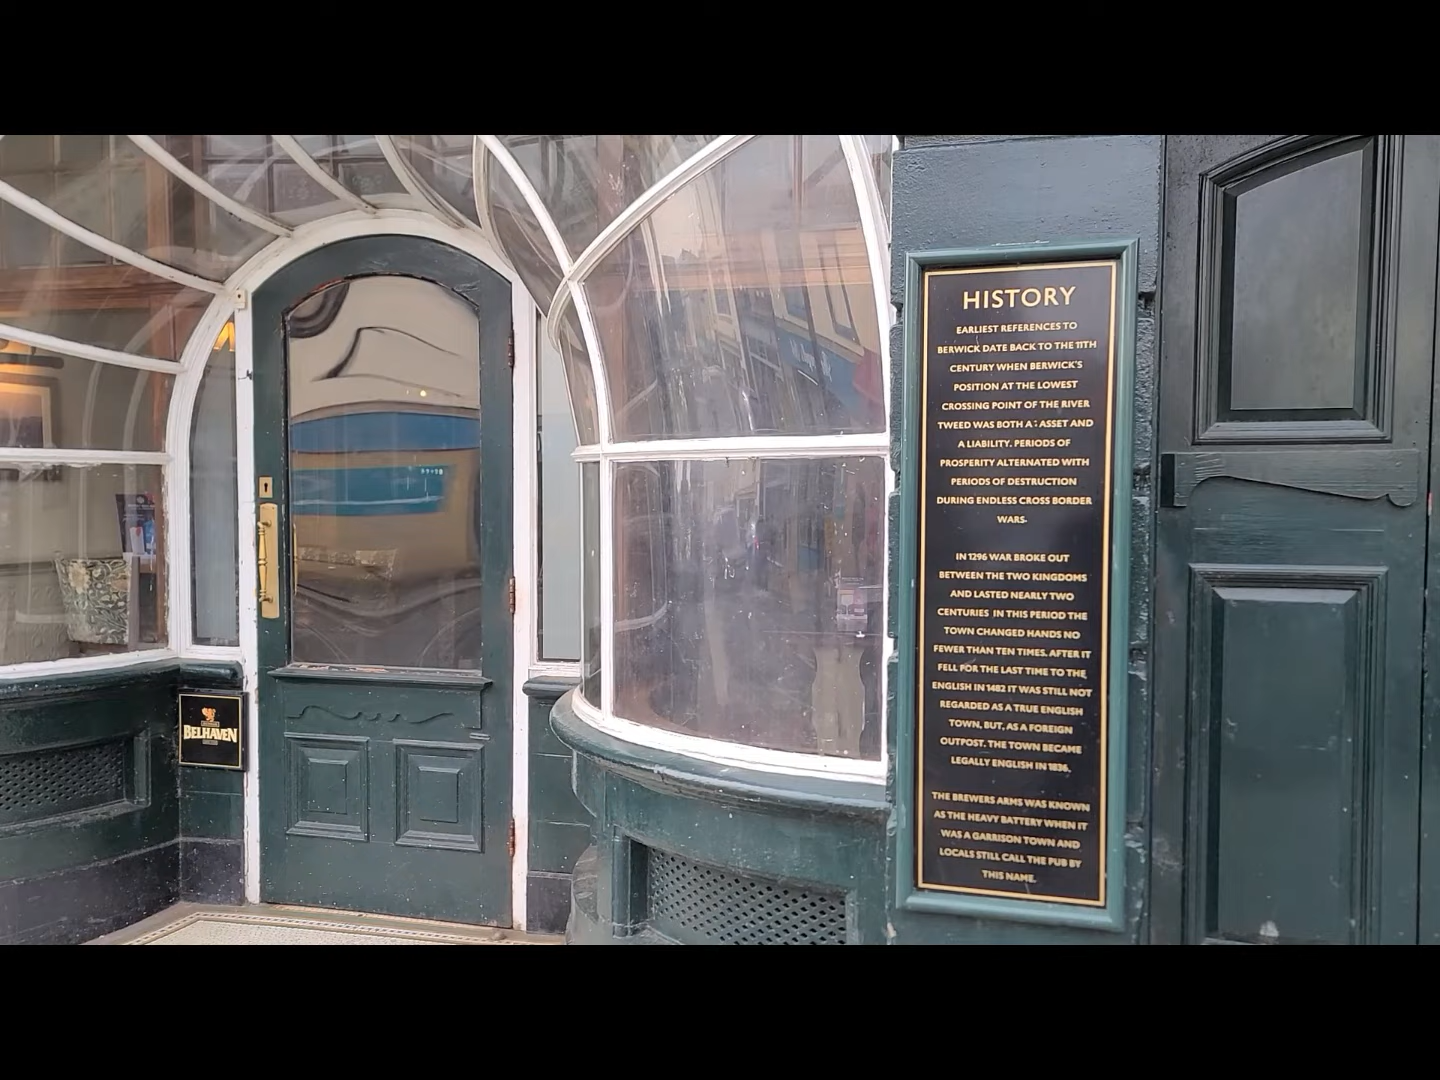 HISTORY
EARLIEST REFERENCES TO
BERWICK DATE BACK TO THE 11TH
CENTURY WHEN BERWICK'S
POSITION AT THE LOWEST
CROSSING POINT OF THE RIVER
TWEED WAS BOTH A: ASSET AND
A LIABILITY. PERIODS OF
PROSPERITY ALTERNATED WITH
PERIODS OF DESTRUCTION
DURING ENDLESS CROSS BORDER
WARS.
IN 1296 WAR BROKE OUT
BETWEEN THE TWO KINGDOMS
AND LASTED NEARLY TWO
CENTURIES IN THIS PERIOD THE
TOWN CHANGED HANDS NO
FEWER THAN TEN TIMES. AFTER IT
FELL FOR THE LAST TIME TO THE
ENGLISH IN 1482 IT WAS STILL NOT
REGARDED AS A TRUE ENGLISH
TOWN, BUT, AS A FOREIGN
OUTPOST. THE TOWN BECAME
LEGALLY ENGLISH IN 1836.
THE BREWERS ARMS WAS KNOWN
AS THE HEAVY BATTERY WHEN IT
WAS A GARRISON TOWN AND
LOCALS STILL CALL THE PUB BY
THIS NAME.
BELHAVEN